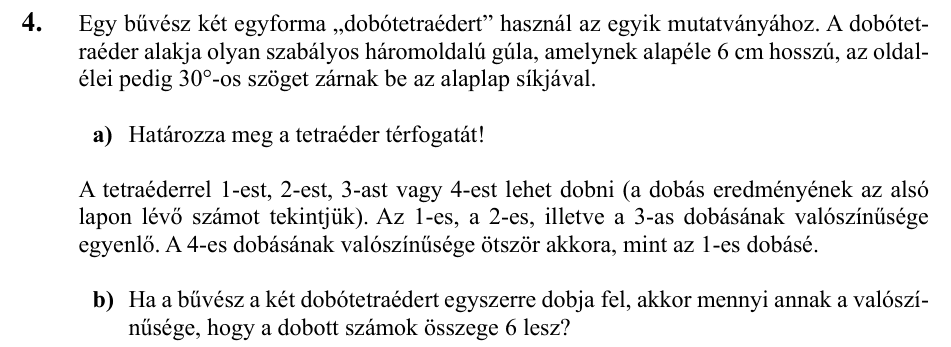 4. Egy bűvész két egyforma „dobótetraédert” használ az egyik mutatványához. A dobótet-
raéder alakja olyan szabályos háromoldalú gúla, amelynek alapéle 6 cm hosszú, az oldal-
élei pedig 30°-os szöget zárnak be az alaplap síkjával.
a) Határozza meg a tetraéder térfogatát!
A tetraéderrel 1-est, 2-est, 3-ast vagy 4-est lehet dobni (a dobás eredményének az alsó
lapon lévő számot tekintjük). Az 1-es, a 2-es, illetve a 3-as dobásának valószínűsége
egyenlő. A 4-es dobásának valószínűsége ötször akkora, mint az 1-es dobásé.
b) Ha a bűvész a két dobótetraédert egyszerre dobja fel, akkor mennyi annak a valószí-
nűsége, hogy a dobott számok összege 6 lesz?